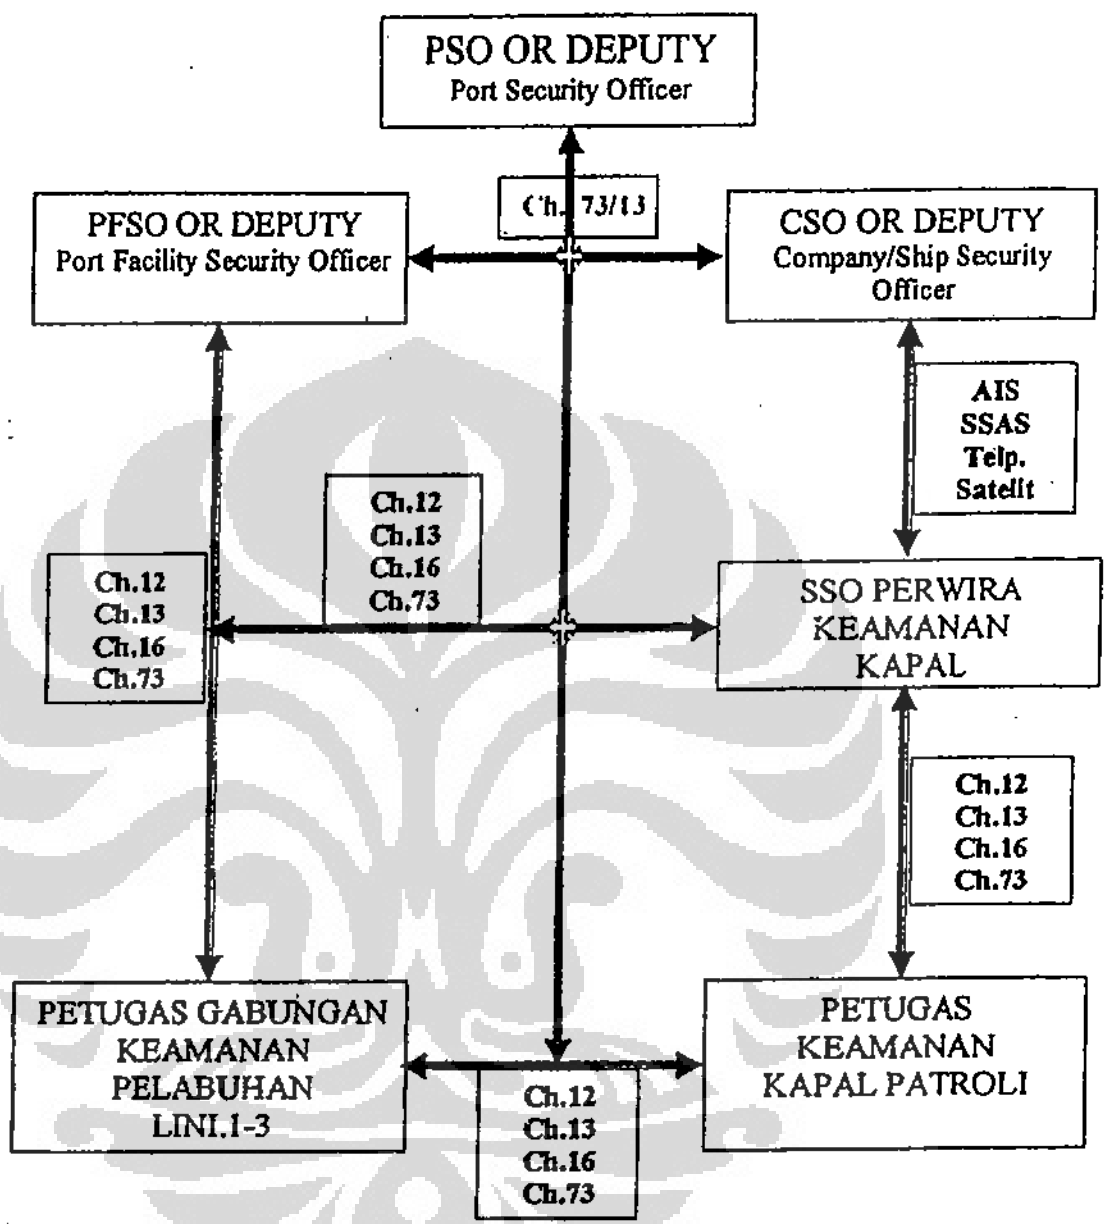 PSO OR DEPUTY
Port Security Officer
Ch. 73/13
PFSO OR DEPUTY
Port Facility Security Officer
CSO OR DEPUTY
Company/Ship Security
Officer
AIS
SSAS
Telp.
Satelit
Ch.12
Ch.13
Ch.16
Ch.73
Ch.12
Ch.13
Ch.16
Ch.73
SSO PERWIRA
KEAMANAN
KAPAL
Ch.12
Ch.13
Ch.16
Ch.73
PETUGAS GABUNGAN
KEAMANAN
PELABUHAN
LINI.1-3
PETUGAS
KEAMANAN
KAPAL PATROLI
Ch.12
Ch.13
Ch.16
Ch.73